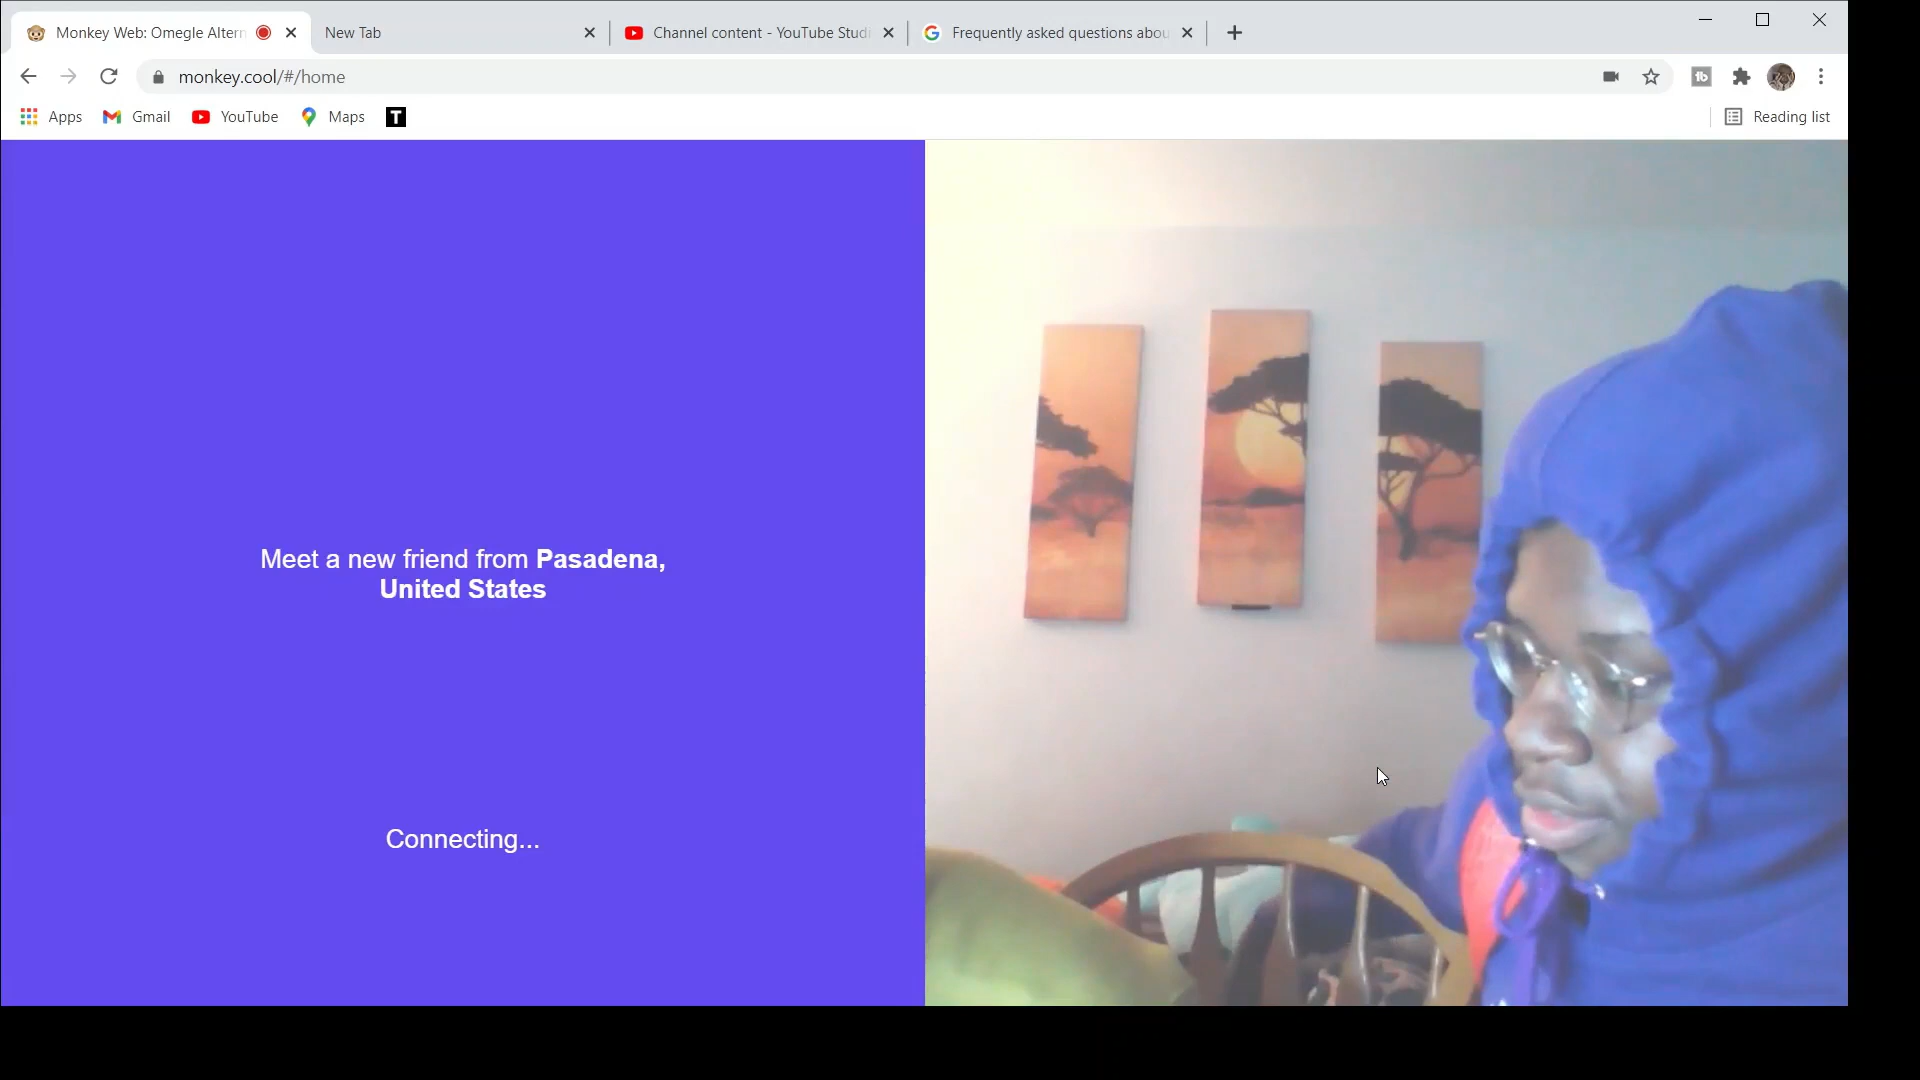 Monkey Web: Omegle Altern
New Tab
Channel content - YouTube Studi
Frequently asked questions abou
monkey.cool/#/home
tb
Apps
Gmail
YouTube
Maps
T
Reading list
Meet a new friend from Pasadena,
United States
Connecting...